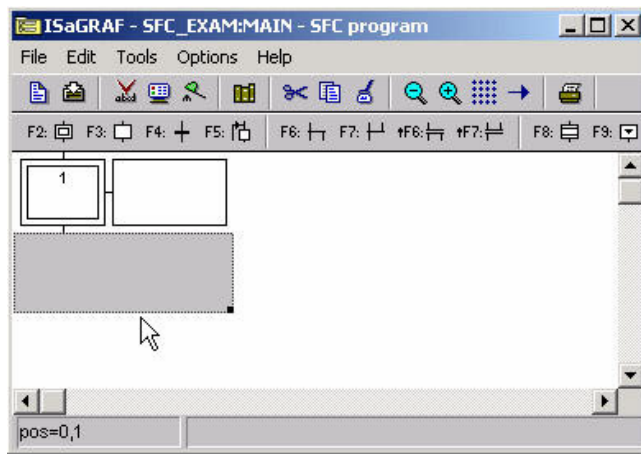 ISaGRAF - SFC_EXAM:MAIN - SFC program
File Edit Tools Options Help
F2: F3: F4: F5: F6: F7: ↑F6: ↑F7: F8: F9:
1
pos=0,1